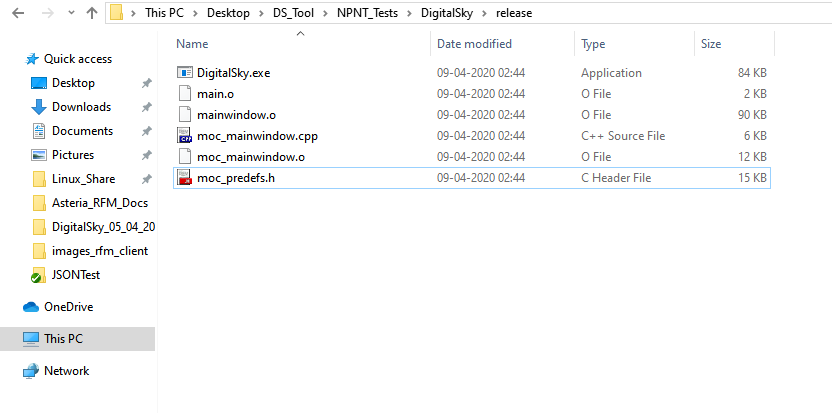 This PC > Desktop > DS_Tool > NPNT_Tests > DigitalSky > release
Name Date modified Type Size
Quick access
Desktop
Downloads
Documents
Pictures
Linux_Share
Asteria_RFM_Docs
DigitalSky_05_04_20
images_rfm_client
JSONTest
OneDrive
This PC
Network
DigitalSky.exe 09-04-2020 02:44 Application 84 KB
main.o 09-04-2020 02:44 O File 2 KB
mainwindow.o 09-04-2020 02:44 O File 90 KB
moc_mainwindow.cpp 09-04-2020 02:44 C++ Source File 6 KB
moc_mainwindow.o 09-04-2020 02:44 O File 12 KB
moc_predefs.h 09-04-2020 02:44 C Header File 15 KB